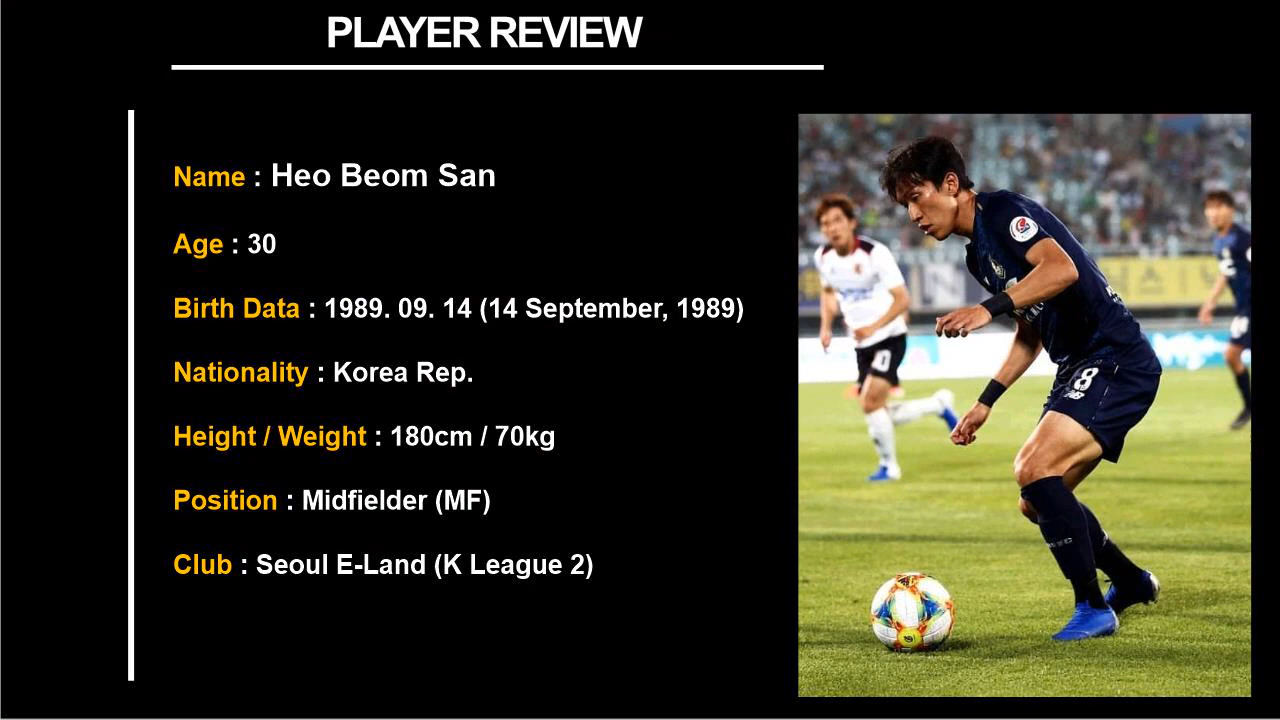 PLAYER REVIEW
Name : Heo Beom San
Age : 30
Birth Data : 1989. 09. 14 (14 September, 1989)
Nationality : Korea Rep.
Height / Weight : 180cm / 70kg
Position : Midfielder (MF)
Club : Seoul E-Land (K League 2)
8